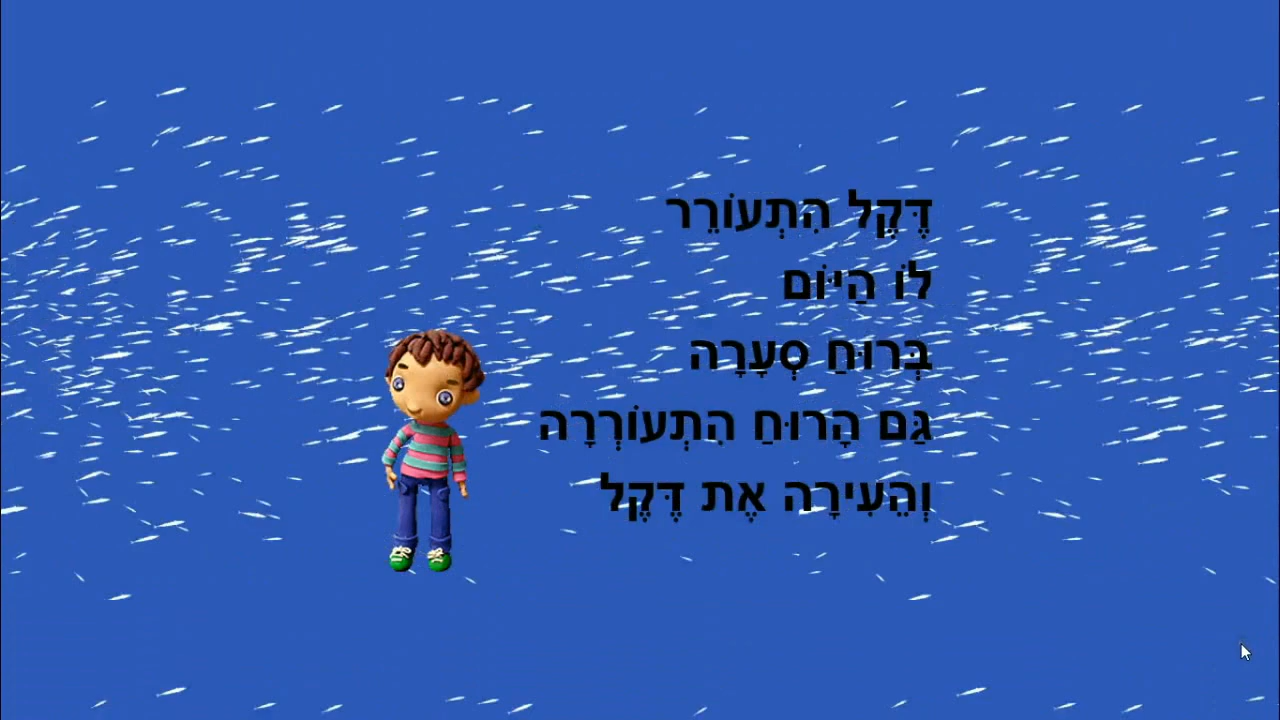 דֶּקֶל הִתְעוֹרֵר
לוֹ הַיּוֹם
בְּרוּחַ סְעָרָה
גַּם הָרוּחַ הִתְעוֹרְרָה
וְהֵעִירָה אֶת דֶּקֶל